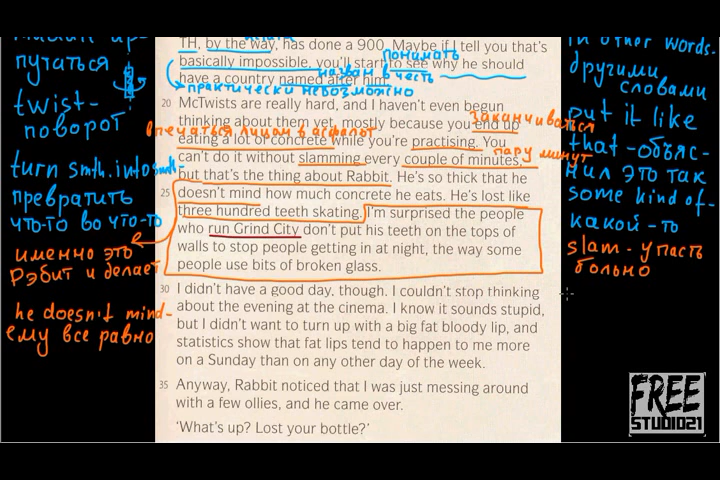 пучаться
twist-
поворот
turn smth. into smth-
превратить
что-то во что-то
именно это
Рэбит и делает
he doesn't mind-
ему все равно
TH, by the way, has done a 900. Maybe if I tell you that's
понимать
basically impossible, you'll start to see why he should
назван в честь
have a country named after him.
практически невозможно
20 McTwists are really hard, and I haven't even begun
заканчиваться
thinking about them yet, mostly because you end up
впечаться лицом в асфальт
eating a lot of concrete while you're practising. You
пару минут
can't do it without slamming every couple of minutes,
but that's the thing about Rabbit. He's so thick that he
25 doesn't mind how much concrete he eats. He's lost like
three hundred teeth skating. I'm surprised the people
who run Grind City don't put his teeth on the tops of
walls to stop people getting in at night, the way some
people use bits of broken glass.
30 I didn't have a good day, though. I couldn't stop thinking
about the evening at the cinema. I know it sounds stupid,
but I didn't want to turn up with a big fat bloody lip, and
statistics show that fat lips tend to happen to me more
on a Sunday than on any other day of the week.
35 Anyway, Rabbit noticed that I was just messing around
with a few ollies, and he came over.
'What's up? Lost your bottle?'
in other words-
другими
словами
put it like
that - объяс-
нил это так
some kind of-
какой-то
slam - упасть
больно
FREE
STUDIO21